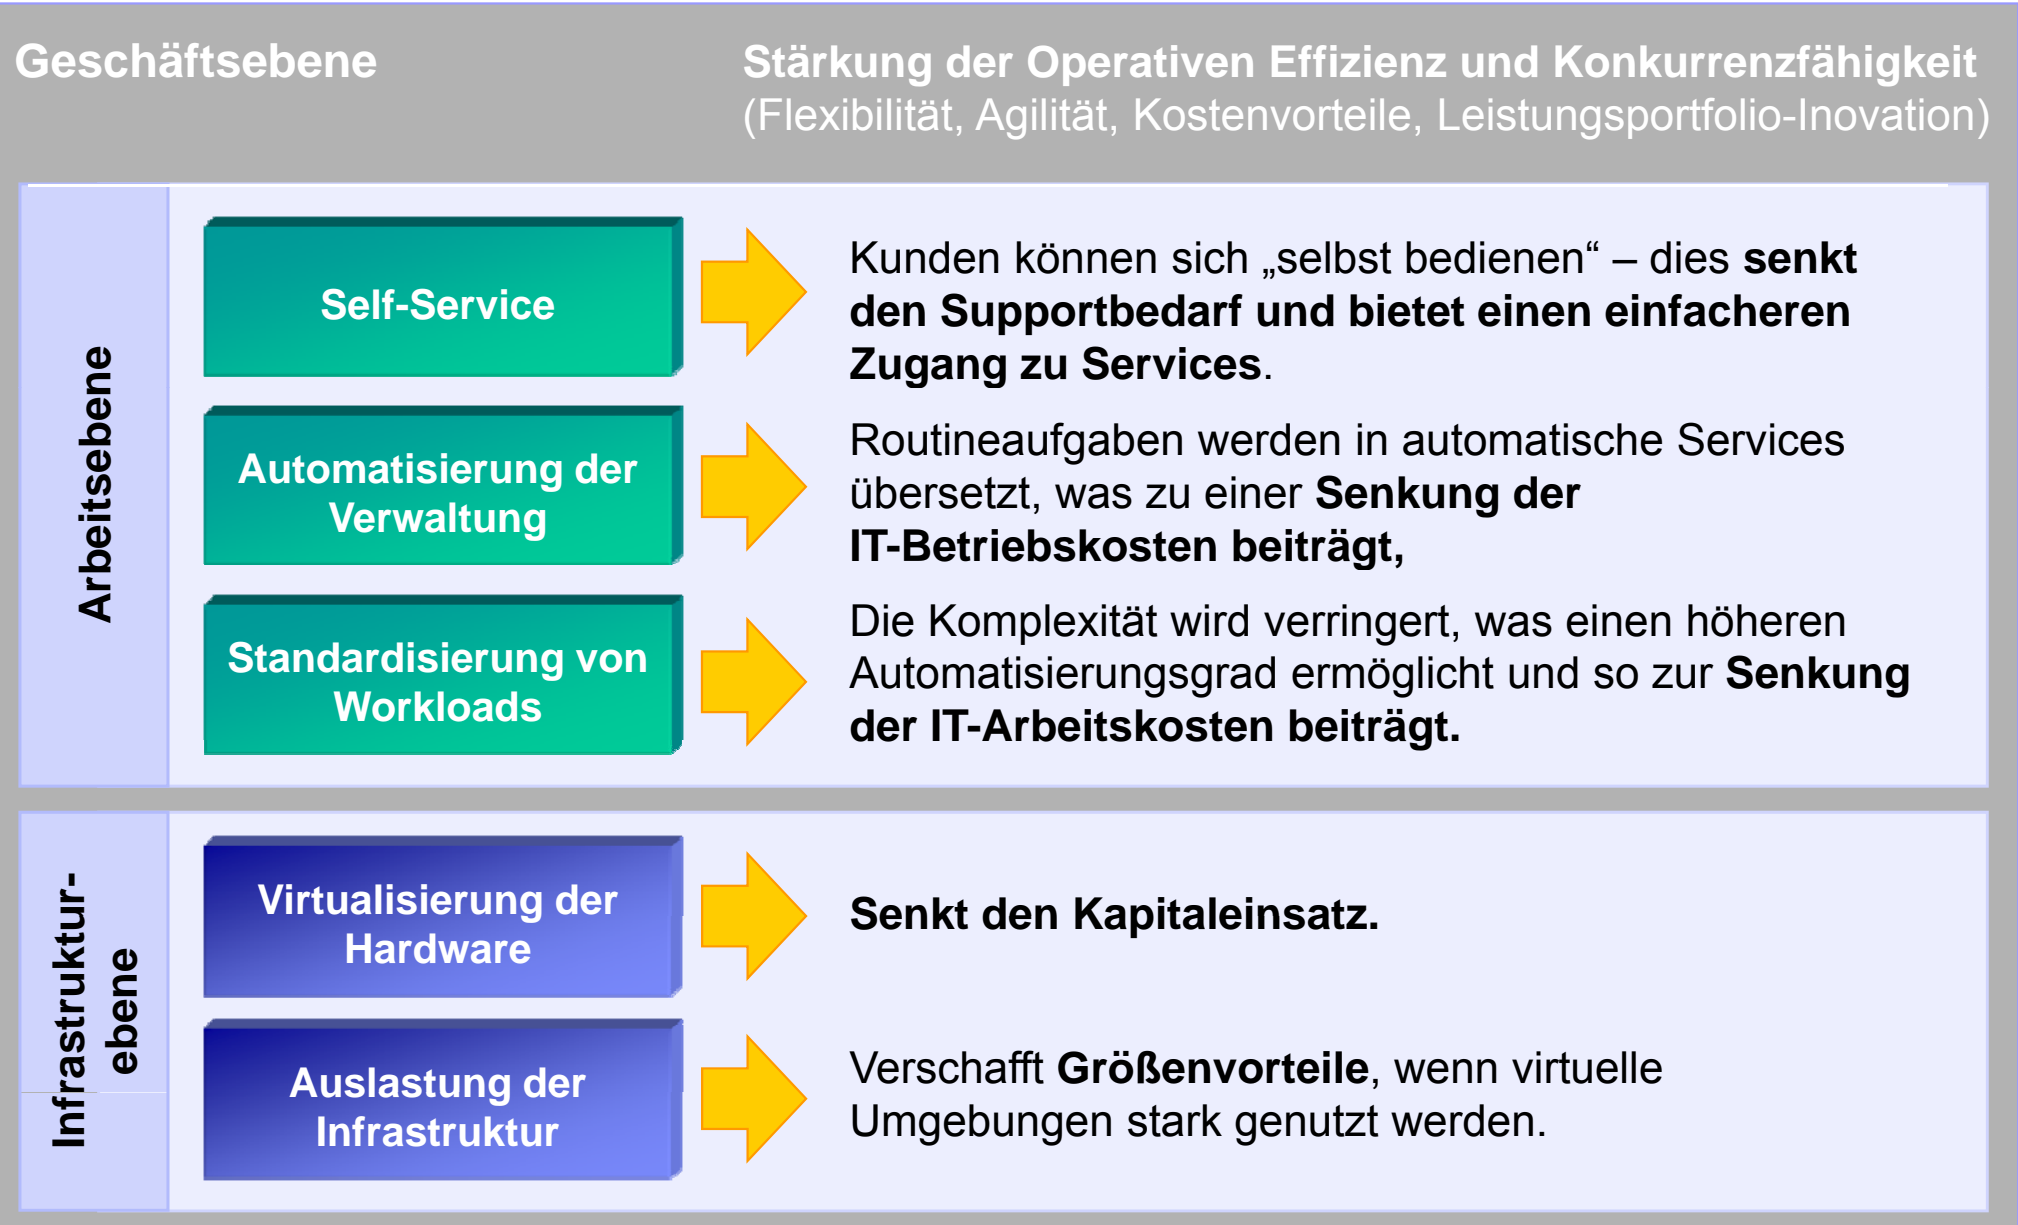 Geschäftsebene
Stärkung der Operativen Effizienz und Konkurrenzfähigkeit
(Flexibilität, Agilität, Kostenvorteile, Leistungsportfolio-Inovation)
Arbeitsebene
Self-Service
Kunden können sich „selbst bedienen“ – dies senkt
den Supportbedarf und bietet einen einfacheren
Zugang zu Services.
Automatisierung der
Verwaltung
Routineaufgaben werden in automatische Services
übersetzt, was zu einer Senkung der
IT-Betriebskosten beiträgt,
Standardisierung von
Workloads
Die Komplexität wird verringert, was einen höheren
Automatisierungsgrad ermöglicht und so zur Senkung
der IT-Arbeitskosten beiträgt.
Infrastruktur-
ebene
Virtualisierung der
Hardware
Senkt den Kapitaleinsatz.
Auslastung der
Infrastruktur
Verschafft Größenvorteile, wenn virtuelle
Umgebungen stark genutzt werden.